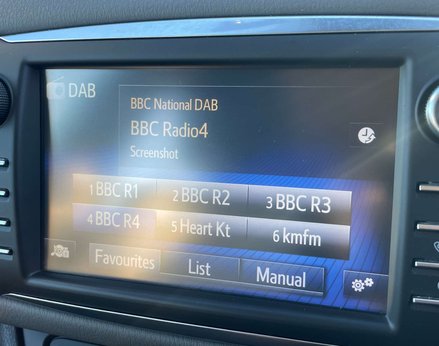 DAB
BBC National DAB
BBC Radio4
Screenshot
1 BBC R1 2 BBC R2 3 BBC R3
4 BBC R4 5 Heart Kt 6 kmfm
Favourites List Manual